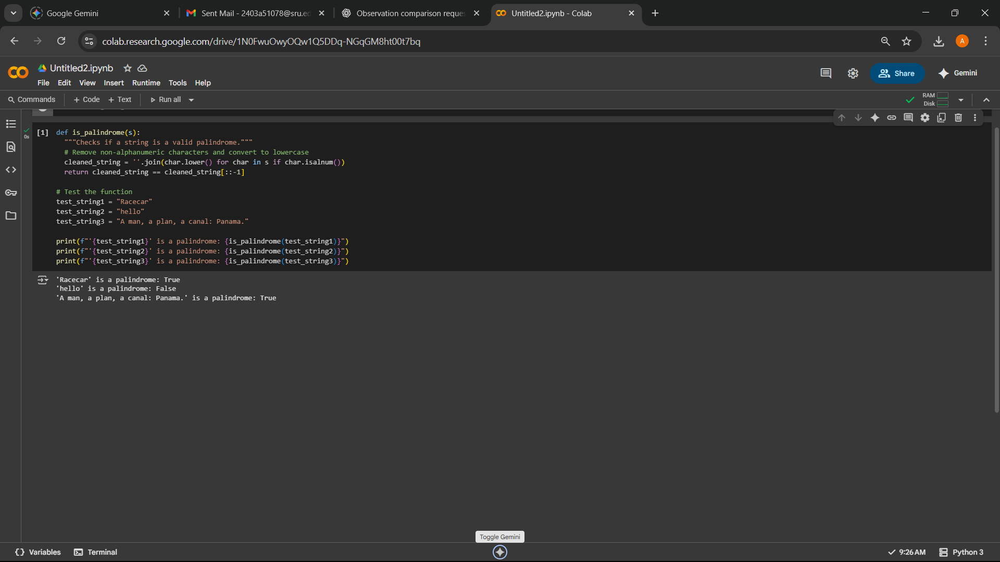 Google Gemini
Sent Mail - 2403a51078@sru.ed
Observation comparison reques
Untitled2.ipynb - Colab
colab.research.google.com/drive/1N0FwuOwyOQw1Q5DDq-NGqGM8ht00t7bq
A
Untitled2.ipynb
File Edit View Insert Runtime Tools Help
Share
Gemini
Commands + Code + Text Run all
RAM
Disk
0s
[1] def is_palindrome(s):
"""Checks if a string is a valid palindrome."""
# Remove non-alphanumeric characters and convert to lowercase
cleaned_string = ''.join(char.lower() for char in s if char.isalnum())
return cleaned_string == cleaned_string[::-1]
# Test the function
test_string1 = "Racecar"
test_string2 = "hello"
test_string3 = "A man, a plan, a canal: Panama."
print(f"'{test_string1}' is a palindrome: {is_palindrome(test_string1)}")
print(f"'{test_string2}' is a palindrome: {is_palindrome(test_string2)}")
print(f"'{test_string3}' is a palindrome: {is_palindrome(test_string3)}")
'Racecar' is a palindrome: True
'hello' is a palindrome: False
'A man, a plan, a canal: Panama.' is a palindrome: True
Toggle Gemini
Variables Terminal
9:26 AM Python 3